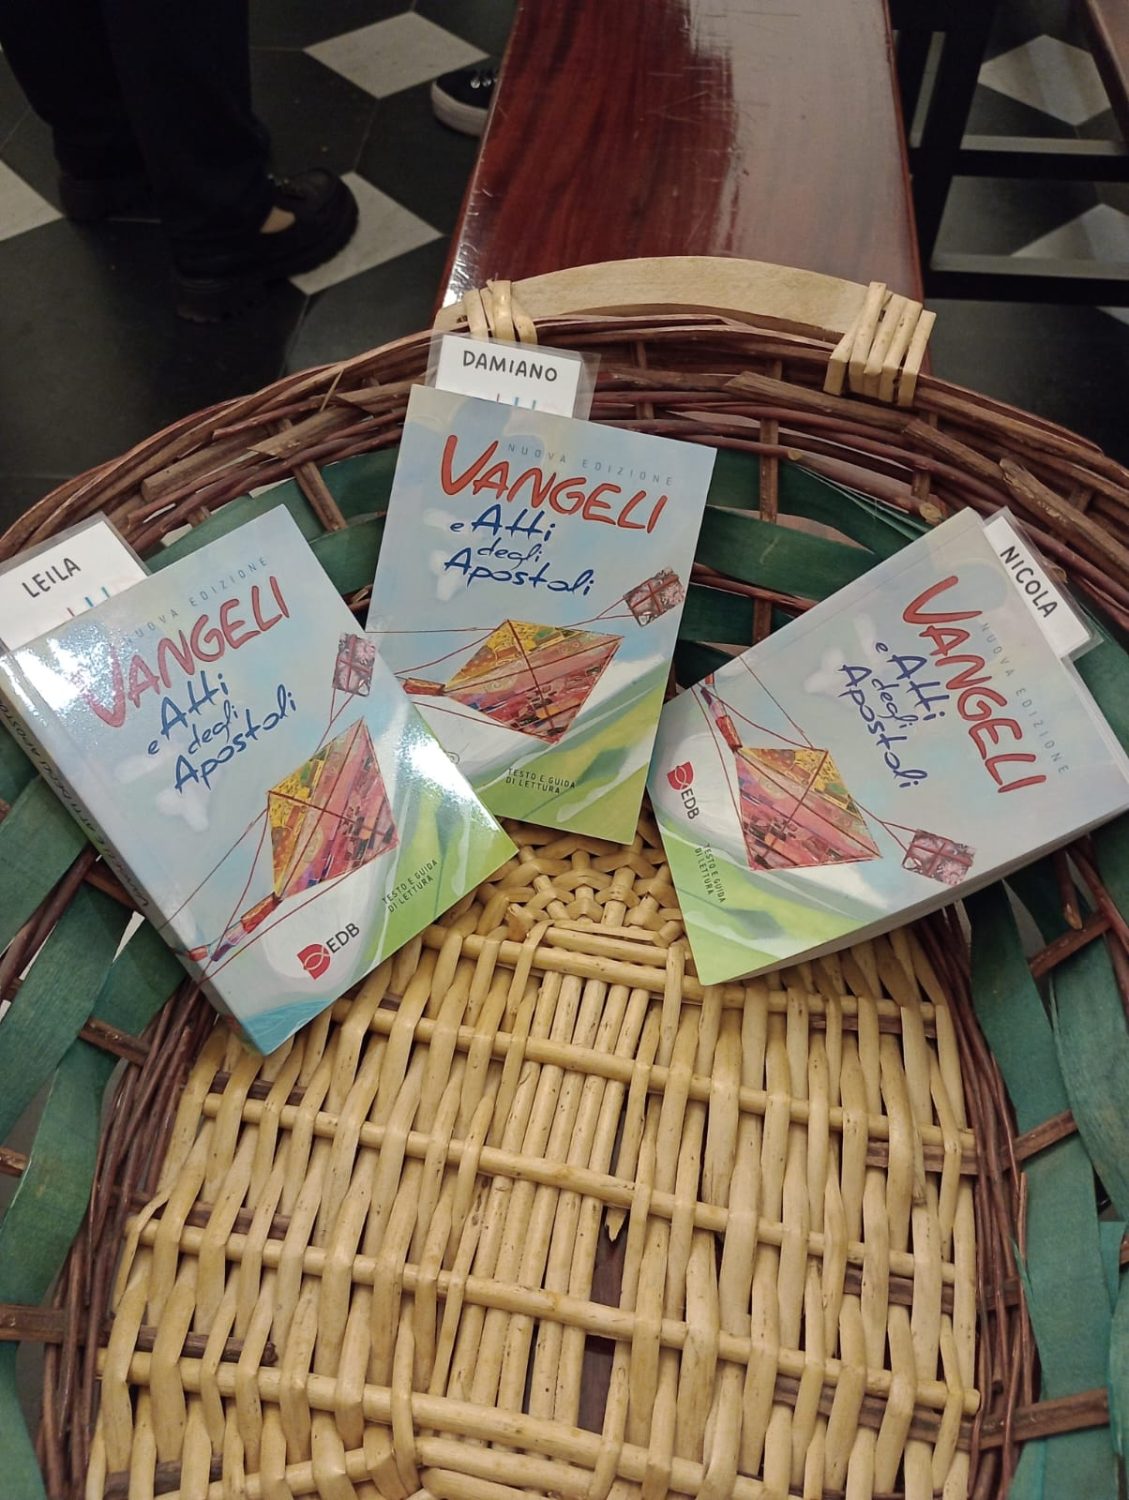 LEILA
NUOVA EDIZIONE
VANGELI
e Atti
degli
Apostoli
TESTO E GUIDA
DI LETTURA
EDB
DAMIANO
NUOVA EDIZIONE
VANGELI
e Atti
degli
Apostoli
TESTO E GUIDA
DI LETTURA
NICOLA
NUOVA EDIZIONE
VANGELI
e Atti
degli
Apostoli
EDB
TESTO E GUIDA
DI LETTURA